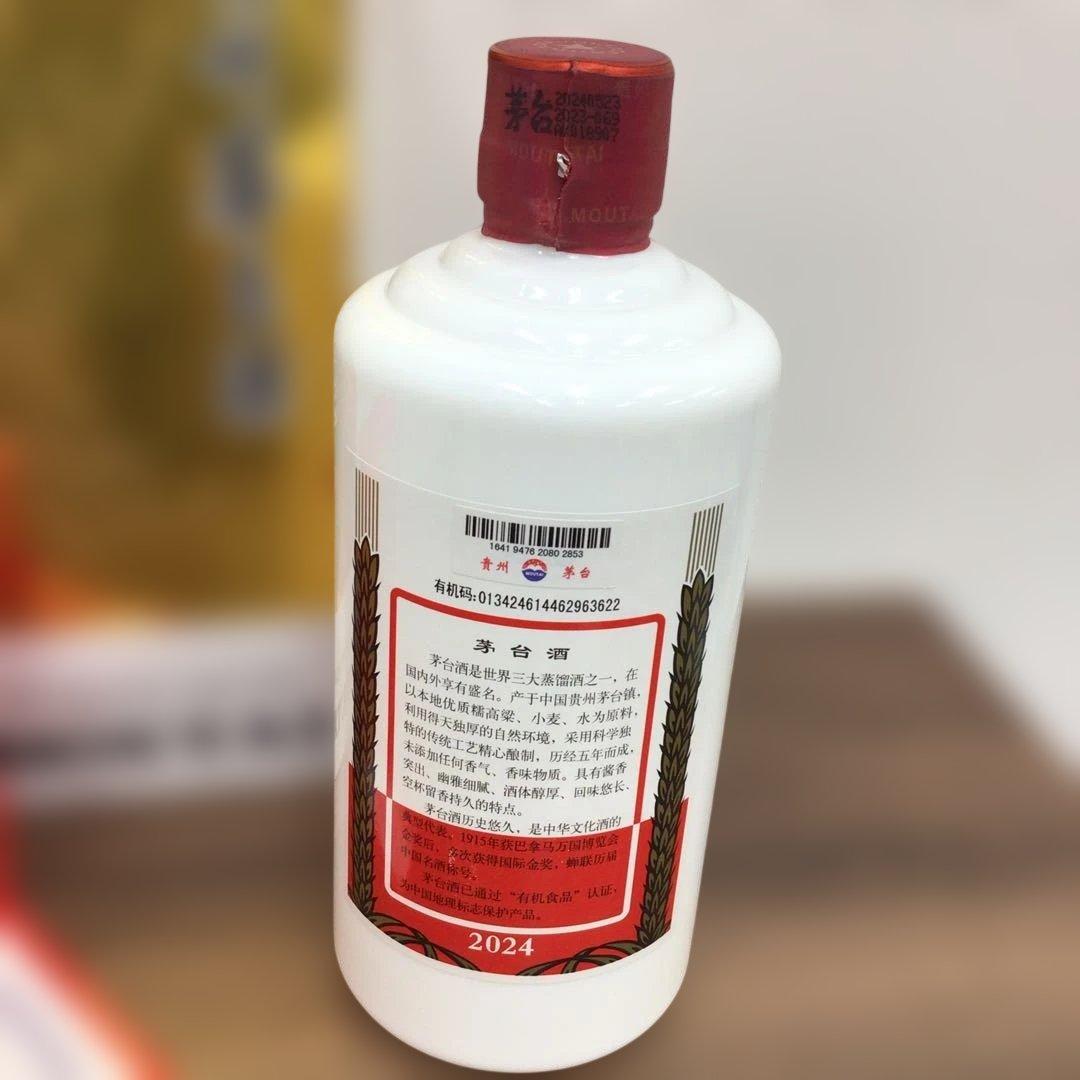 茅台
20240523
2023-069
MOUTAI
MOUTA
1641 9476 2080 2853
贵州 MOUTAI 茅台
有机码:013424614462963622
茅台酒
茅台酒是世界三大蒸馏酒之一，在
国内外享有盛名。产于中国贵州茅台镇，
以本地优质糯高粱、小麦、水为原料，
利用得天独厚的自然环境，采用科学独
特的传统工艺精心酿制，历经五年而成，
未添加任何香气、香味物质。具有酱香
突出、幽雅细腻、酒体醇厚、回味悠长、
空杯留香持久的特点。
茅台酒历史悠久，是中华文化酒的
典型代表。1915年获巴拿马万国博览会
金奖后，多次获得国际金奖，蝉联历届
中国名酒称号。
茅台酒已通过“有机食品”认证，
为中国地理标志保护产品。
2024